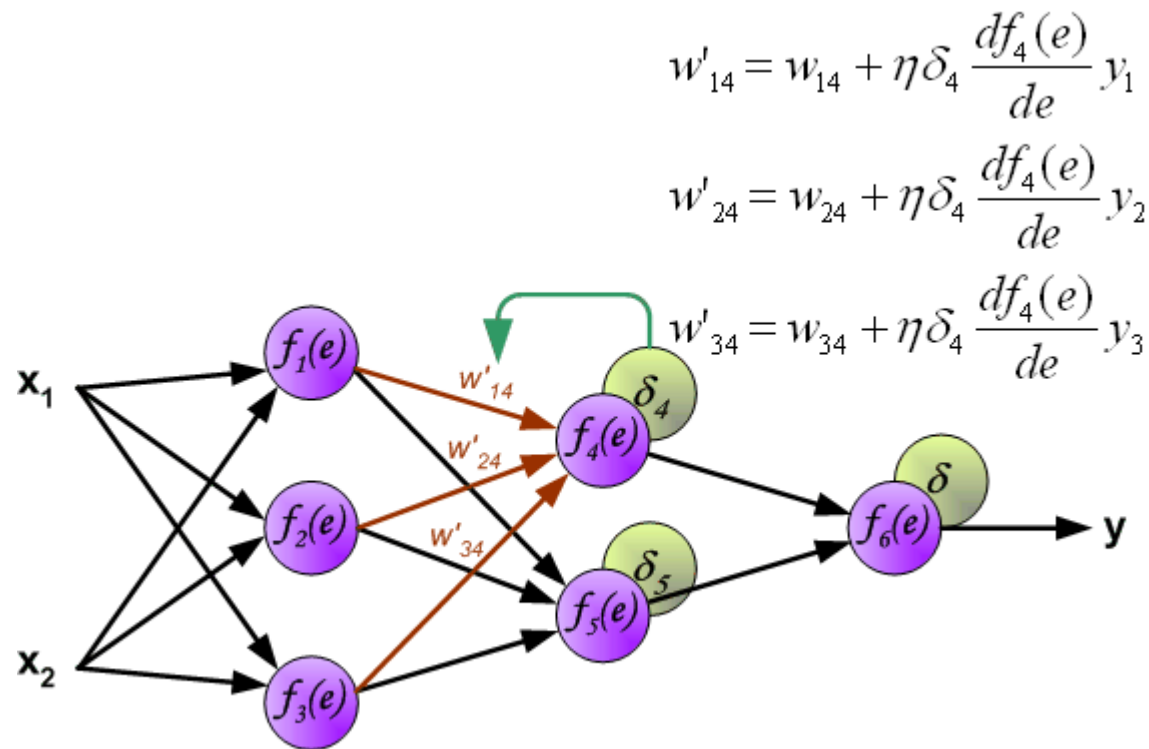 w'₁₄ = w₁₄ + ηδ₄ df₄(e)/de y₁
w'₂₄ = w₂₄ + ηδ₄ df₄(e)/de y₂
w'₃₄ = w₃₄ + ηδ₄ df₄(e)/de y₃
f₁(e)
x₁
w'₁₄
δ₄
f₄(e)
w'₂₄
δ
f₂(e)
f₆(e)
y
w'₃₄
δ₅
f₅(e)
x₂
f₃(e)